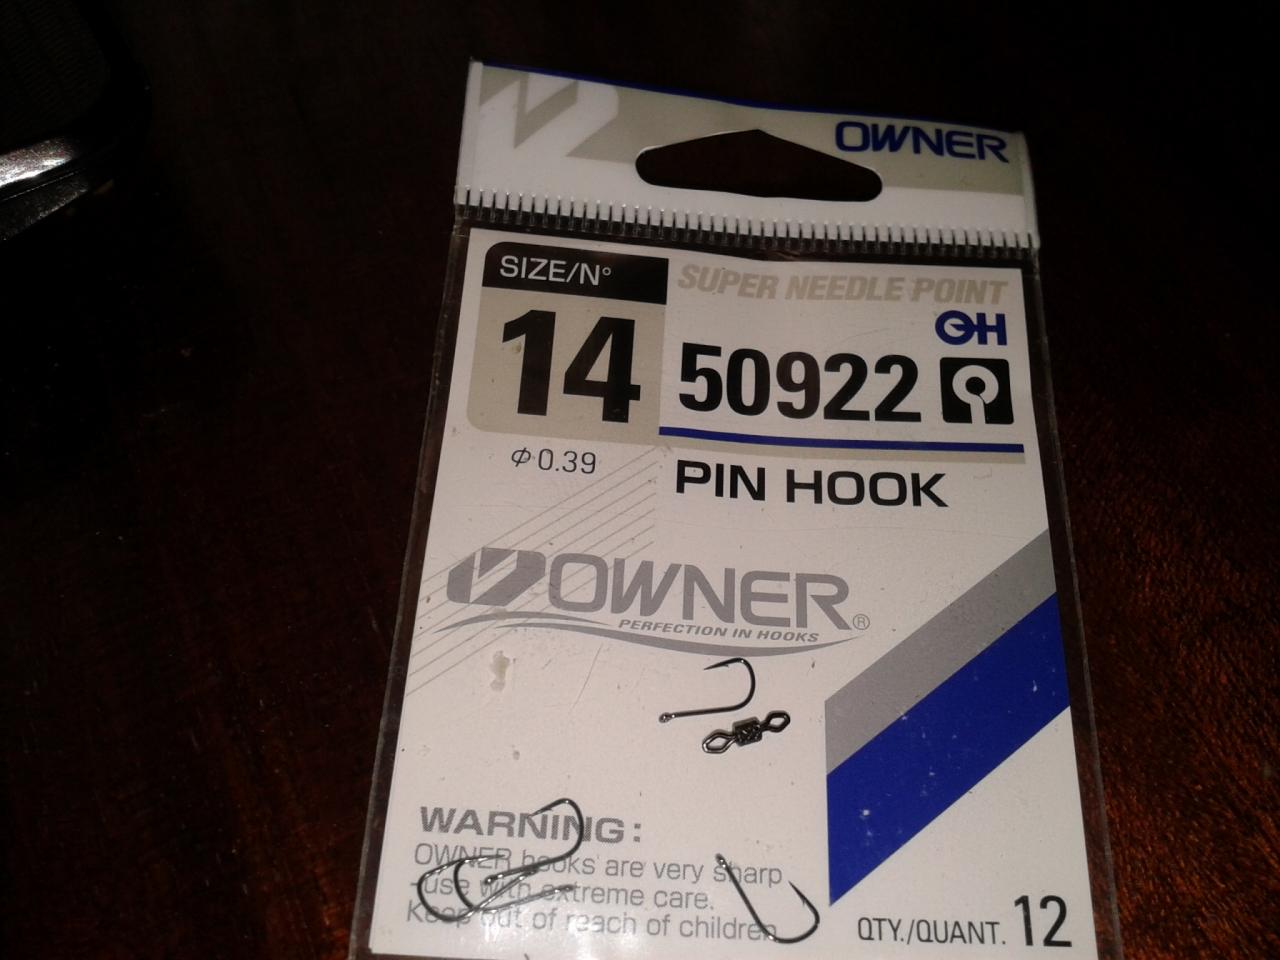 OWNER
SIZE/N°
14
φ0.39
SUPER NEEDLE POINT
OH
50922
PIN HOOK
OWNER®
PERFECTION IN HOOKS
WARNING:
OWNER hooks are very sharp
use with extreme care.
Keep out of reach of children.
QTY./QUANT. 12